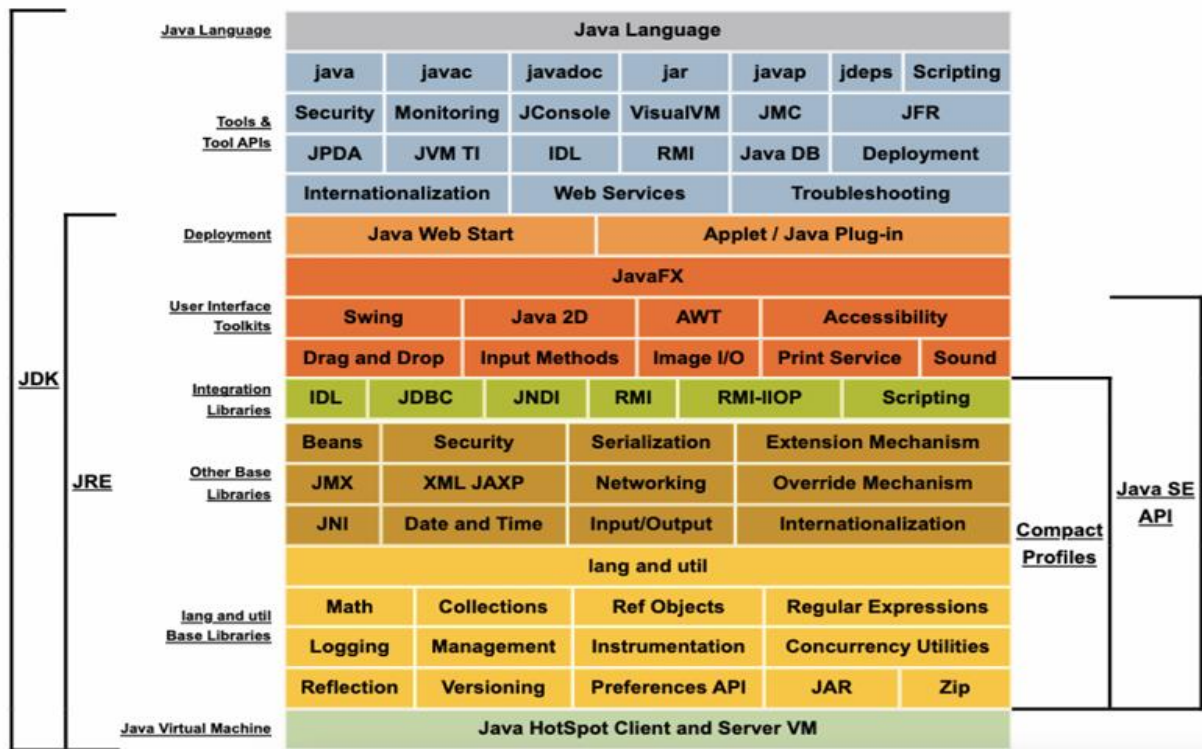 Java Language
Java Language
java javac javadoc jar javap jdeps Scripting
Security Monitoring JConsole VisualVM JMC JFR
Tools &
Tool APIs
JPDA JVM TI IDL RMI Java DB Deployment
Internationalization Web Services Troubleshooting
Deployment
Java Web Start Applet / Java Plug-in
JavaFX
User Interface
Toolkits
Swing Java 2D AWT Accessibility
Drag and Drop Input Methods Image I/O Print Service Sound
JDK
Integration
Libraries
IDL JDBC JNDI RMI RMI-IIOP Scripting
Beans Security Serialization Extension Mechanism
JRE
Other Base
Libraries
JMX XML JAXP Networking Override Mechanism
Java SE
API
JNI Date and Time Input/Output Internationalization
Compact
Profiles
lang and util
lang and util
Base Libraries
Math Collections Ref Objects Regular Expressions
Logging Management Instrumentation Concurrency Utilities
Reflection Versioning Preferences API JAR Zip
Java Virtual Machine
Java HotSpot Client and Server VM